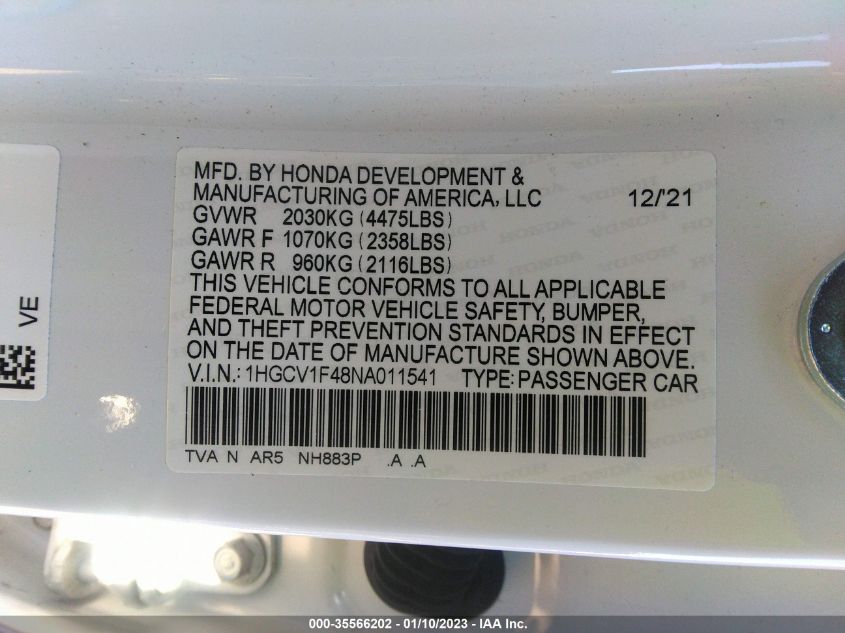 MFD. BY HONDA DEVELOPMENT &
MANUFACTURING OF AMERICA, LLC 12/'21
GVWR 2030KG (4475LBS)
GAWR F 1070KG (2358LBS)
GAWR R 960KG (2116LBS)
THIS VEHICLE CONFORMS TO ALL APPLICABLE
FEDERAL MOTOR VEHICLE SAFETY, BUMPER,
AND THEFT PREVENTION STANDARDS IN EFFECT
ON THE DATE OF MANUFACTURE SHOWN ABOVE.
V.I.N.: 1HGCV1F48NA011541 TYPE: PASSENGER CAR
TVA N AR5 NH883P .A .A
VE
000-35566202 - 01/10/2023 - IAA Inc.